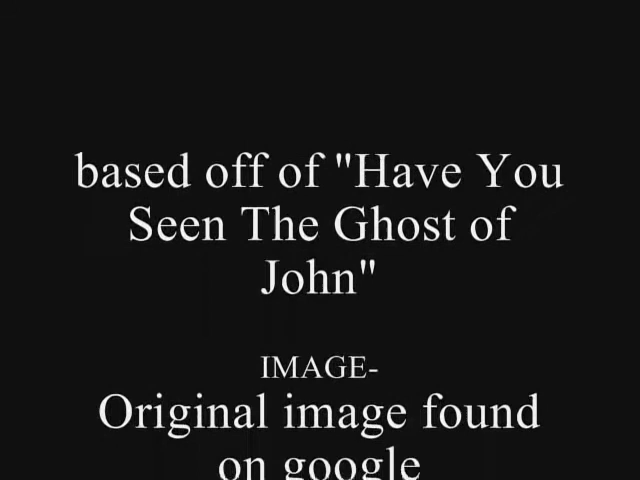 based off of "Have You
Seen The Ghost of
John"
IMAGE-
Original image found
on google